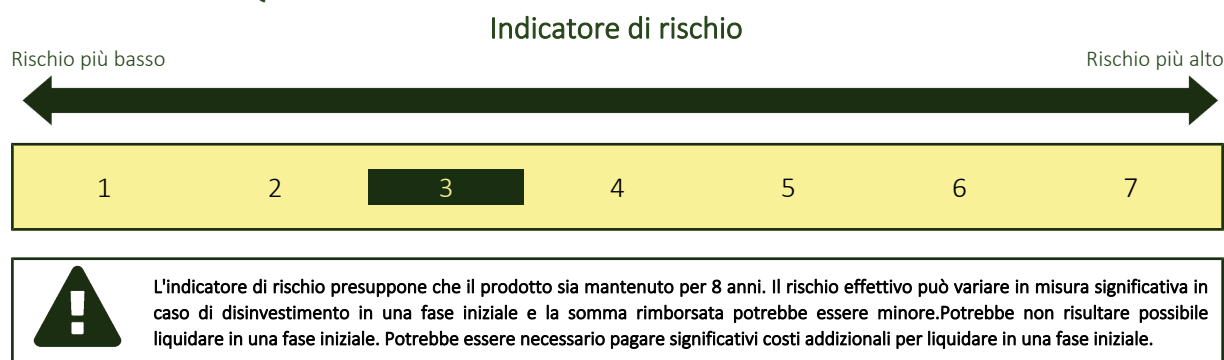 Indicatore di rischio
Rischio più basso
Rischio più alto
1 2 3 4 5 6 7
L'indicatore di rischio presuppone che il prodotto sia mantenuto per 8 anni. Il rischio effettivo può variare in misura significativa in
caso di disinvestimento in una fase iniziale e la somma rimborsata potrebbe essere minore.Potrebbe non risultare possibile
liquidare in una fase iniziale. Potrebbe essere necessario pagare significativi costi addizionali per liquidare in una fase iniziale.